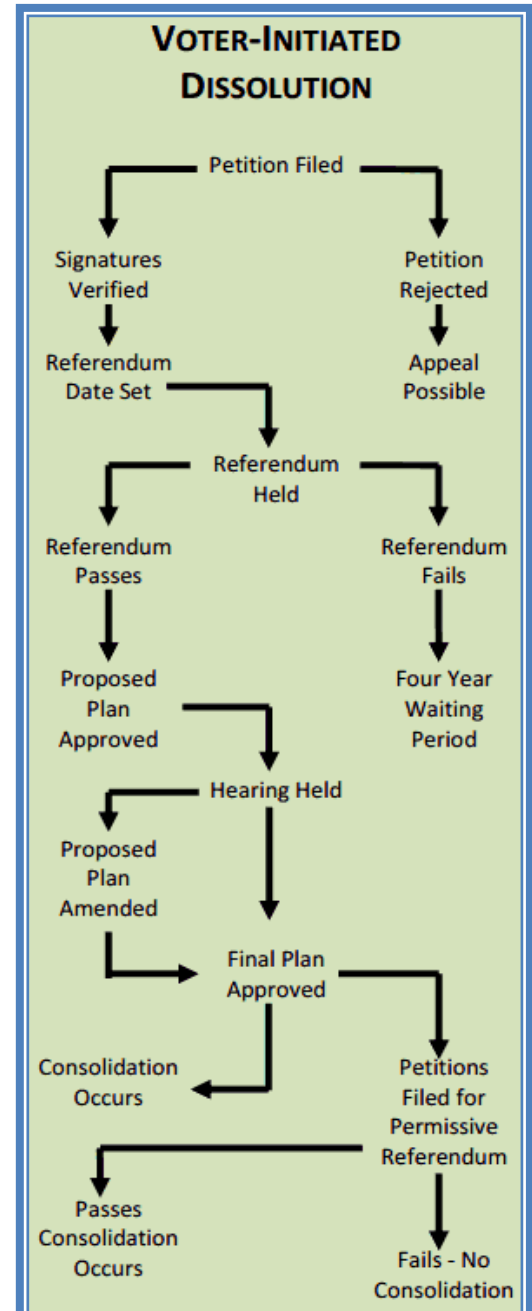 VOTER-INITIATED
DISSOLUTION
Petition Filed
Signatures
Verified
Petition
Rejected
Referendum
Date Set
Appeal
Possible
Referendum
Held
Referendum
Passes
Referendum
Fails
Proposed
Plan
Approved
Four Year
Waiting
Period
Hearing Held
Proposed
Plan
Amended
Final Plan
Approved
Consolidation
Occurs
Petitions
Filed for
Permissive
Referendum
Passes
Consolidation
Occurs
Fails - No
Consolidation